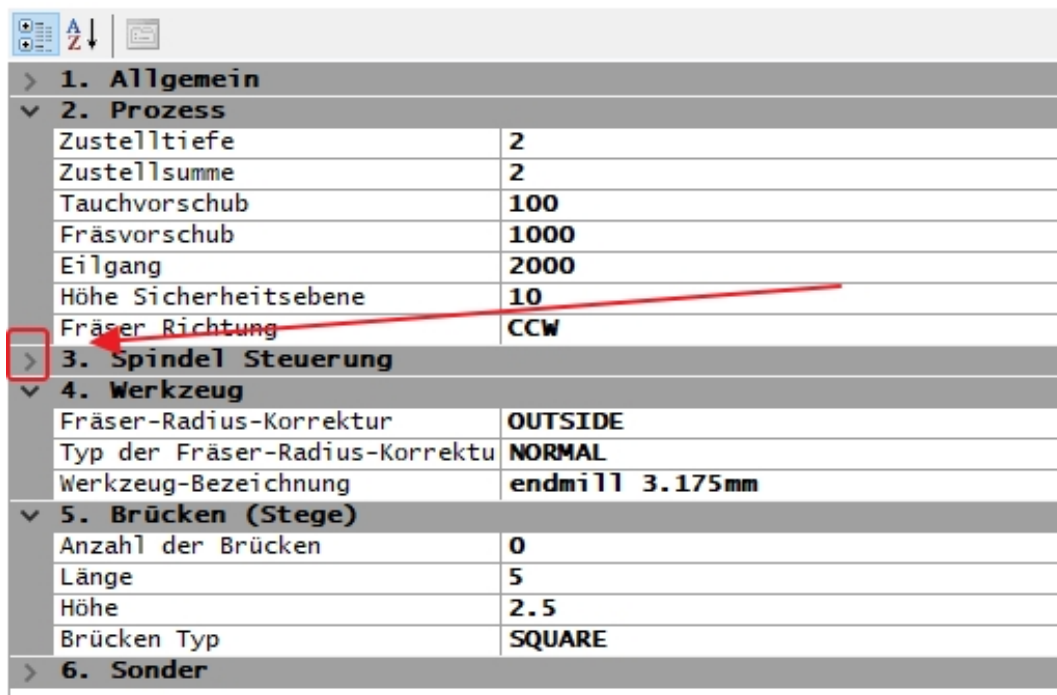 1. Allgemein
2. Prozess
Zustelltiefe 2
Zustellsumme 2
Tauchvorschub 100
Fräsvorschub 1000
Eilgang 2000
Höhe Sicherheitsebene 10
Fräser Richtung CCW
3. Spindel Steuerung
4. Werkzeug
Fräser-Radius-Korrektur OUTSIDE
Typ der Fräser-Radius-Korrektu NORMAL
Werkzeug-Bezeichnung endmill 3.175mm
5. Brücken (Stege)
Anzahl der Brücken 0
Länge 5
Höhe 2.5
Brücken Typ SQUARE
6. Sonder